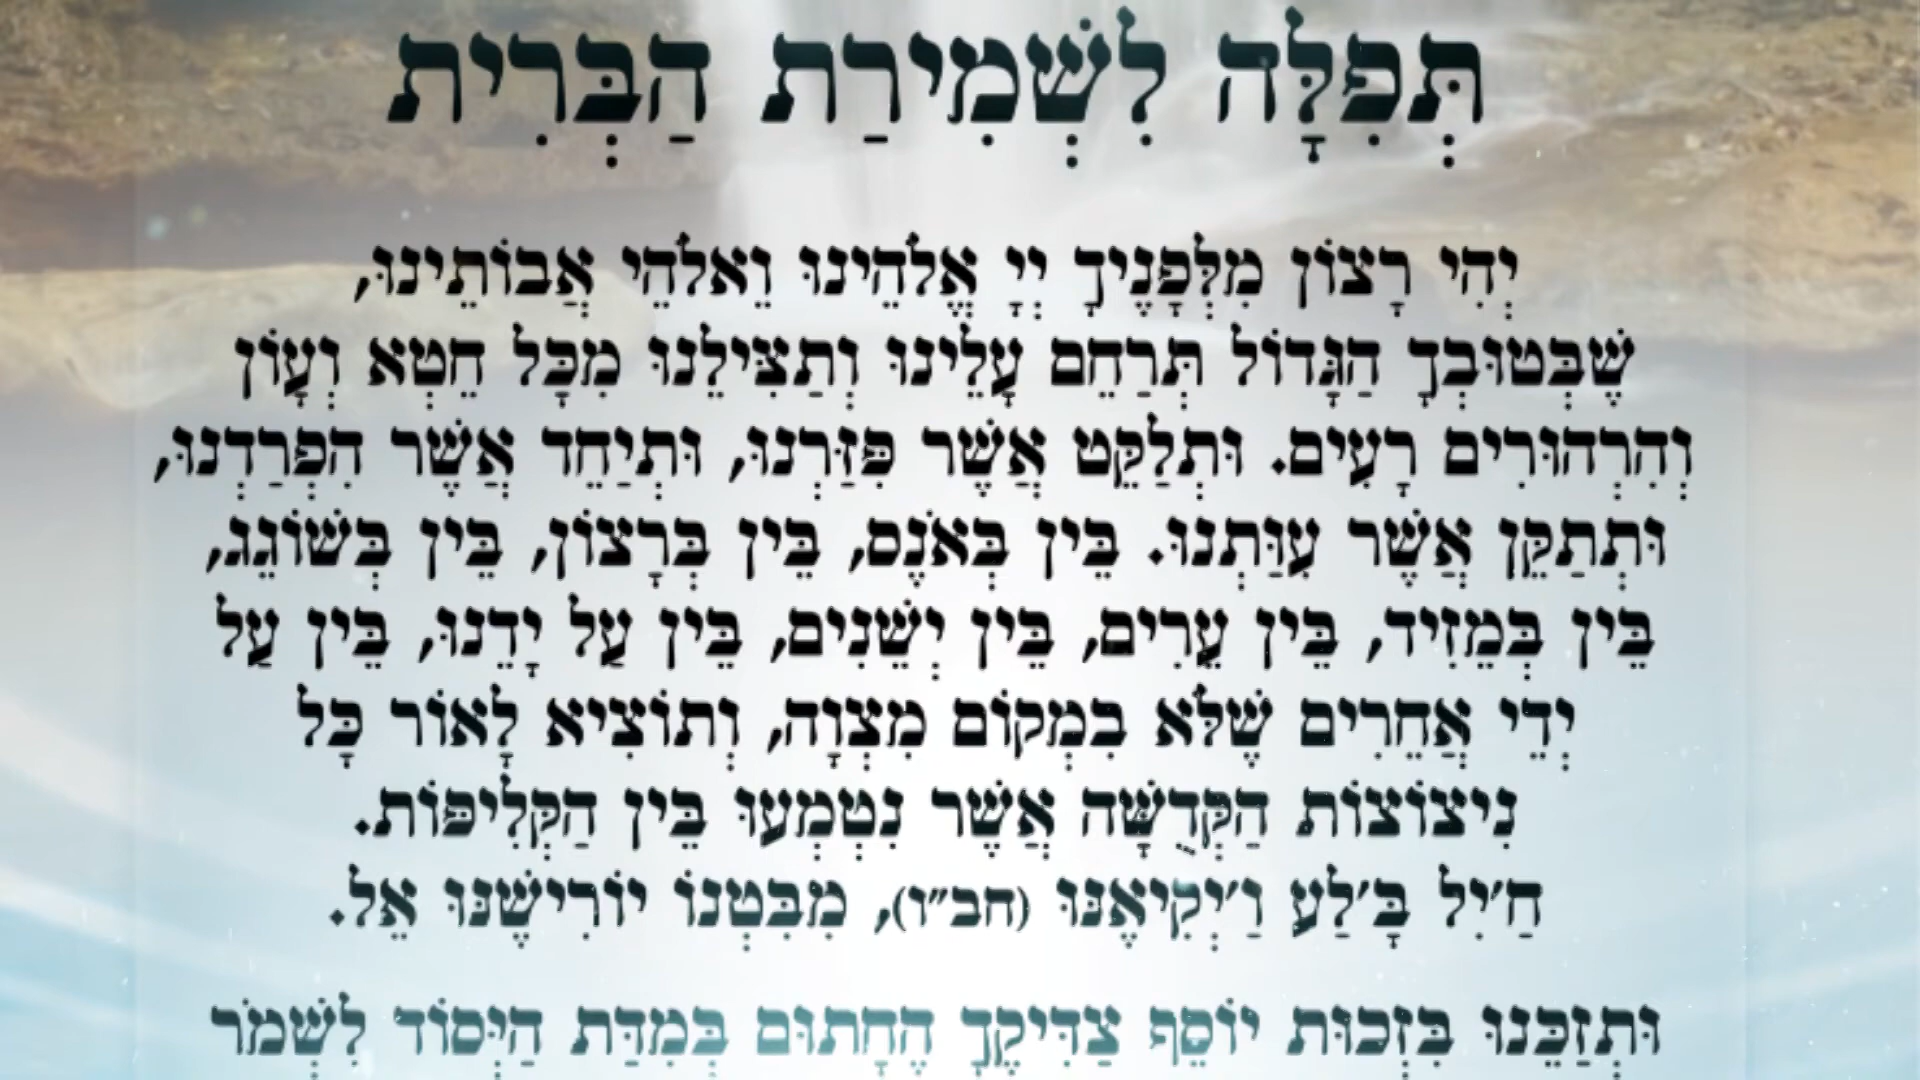 תְּפִלָּה לִשְׁמִירַת הַבְּרִית
יְהִי רָצוֹן מִלְּפָנֶיךָ יְיָ אֱלֹהֵינוּ וֵאלֹהֵי אֲבוֹתֵינוּ,
שֶׁבְּטוּבְךָ הַגָּדוֹל תְּרַחֵם עָלֵינוּ וְתַצִּילֵנוּ מִכָּל חֵטְא וְעָוֹן
וְהִרְהוּרִים רָעִים. וּתְלַקֵּט אֲשֶׁר פִּזַּרְנוּ, וּתְיַחֵד אֲשֶׁר הִפְרַדְנוּ,
וּתְתַקֵּן אֲשֶׁר עִוַּתְנוּ. בֵּין בְּאֹנֶס, בֵּין בְּרָצוֹן, בֵּין בְּשׁוֹגֵג,
בֵּין בְּמֵזִיד, בֵּין עֵרִים, בֵּין יְשֵׁנִים, בֵּין עַל יָדֵנוּ, בֵּין עַל
יְדֵי אֲחֵרִים שֶׁלֹּא בִמְקוֹם מִצְוָה, וְתוֹצִיא לָאוֹר כָּל
נִיצוֹצוֹת הַקְּדֻשָּׁה אֲשֶׁר נִטְמְעוּ בֵּין הַקְּלִיפּוֹת.
חַ׳יִל בָּ׳לַע וַ׳יְקִיאֶנּוּ (חב״ו), מִבִּטְנוֹ יוֹרִישֶׁנּוּ אֵל.
וּתְזַכֵּנוּ בִּזְכוּת יוֹסֵף צַדִּיקֶךָ הֶחָתוּם בְּמִדַּת הַיְּסוֹד לִשְׁמֹר